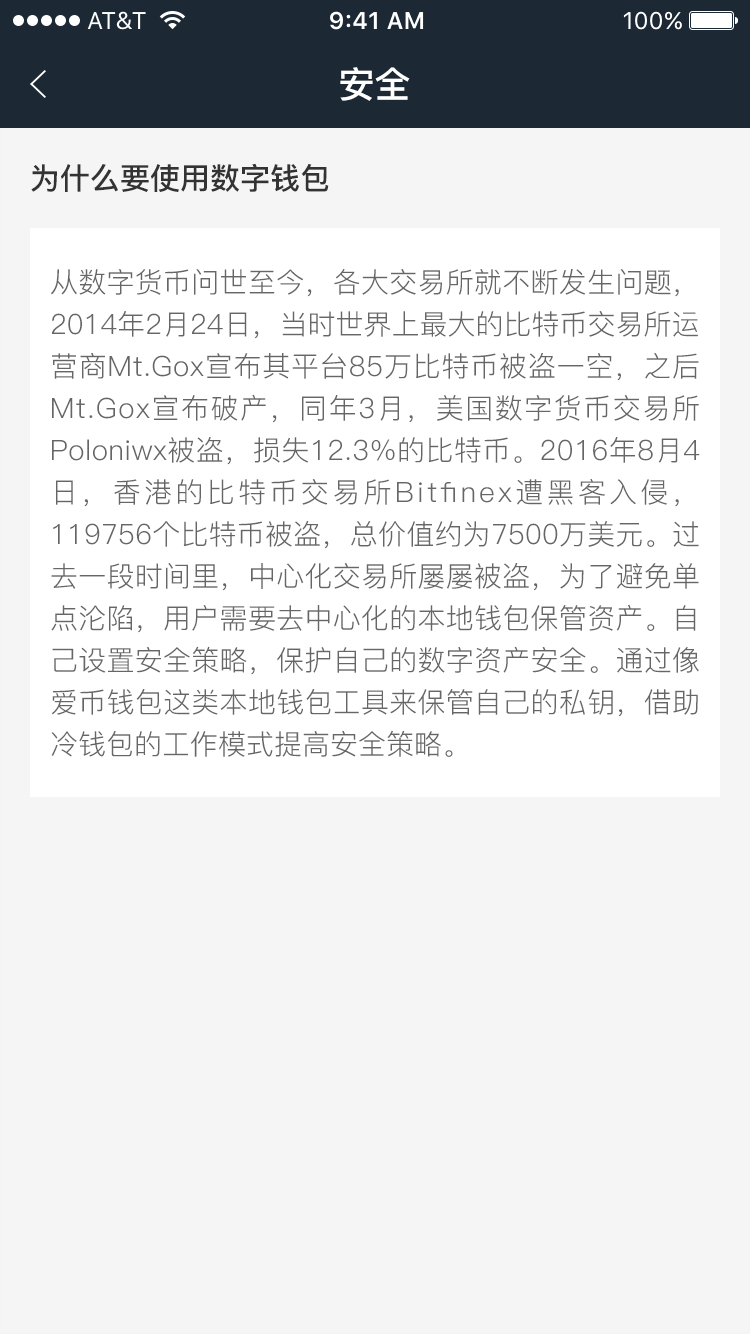 AT&T 9:41 AM 100%
安全
为什么要使用数字钱包
从数字货币问世至今，各大交易所就不断发生问题，
2014年2月24日，当时世界上最大的比特币交易所运
营商Mt.Gox宣布其平台85万比特币被盗一空，之后
Mt.Gox宣布破产，同年3月，美国数字货币交易所
Poloniwx被盗，损失12.3%的比特币。2016年8月4
日，香港的比特币交易所Bitfinex遭黑客入侵，
119756个比特币被盗，总价值约为7500万美元。过
去一段时间里，中心化交易所屡屡被盗，为了避免单
点沦陷，用户需要去中心化的本地钱包保管资产。自
己设置安全策略，保护自己的数字资产安全。通过像
爱币钱包这类本地钱包工具来保管自己的私钥，借助
冷钱包的工作模式提高安全策略。